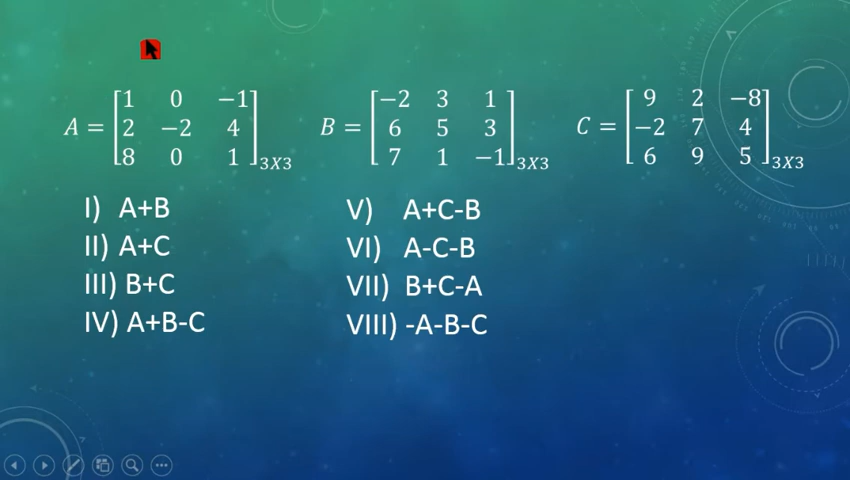 A = [1 0 -1
2 -2 4
8 0 1]3X3
B = [-2 3 1
6 5 3
7 1 -1]3X3
C = [9 2 -8
-2 7 4
6 9 5]3X3
I) A+B
II) A+C
III) B+C
IV) A+B-C
V) A+C-B
VI) A-C-B
VII) B+C-A
VIII) -A-B-C